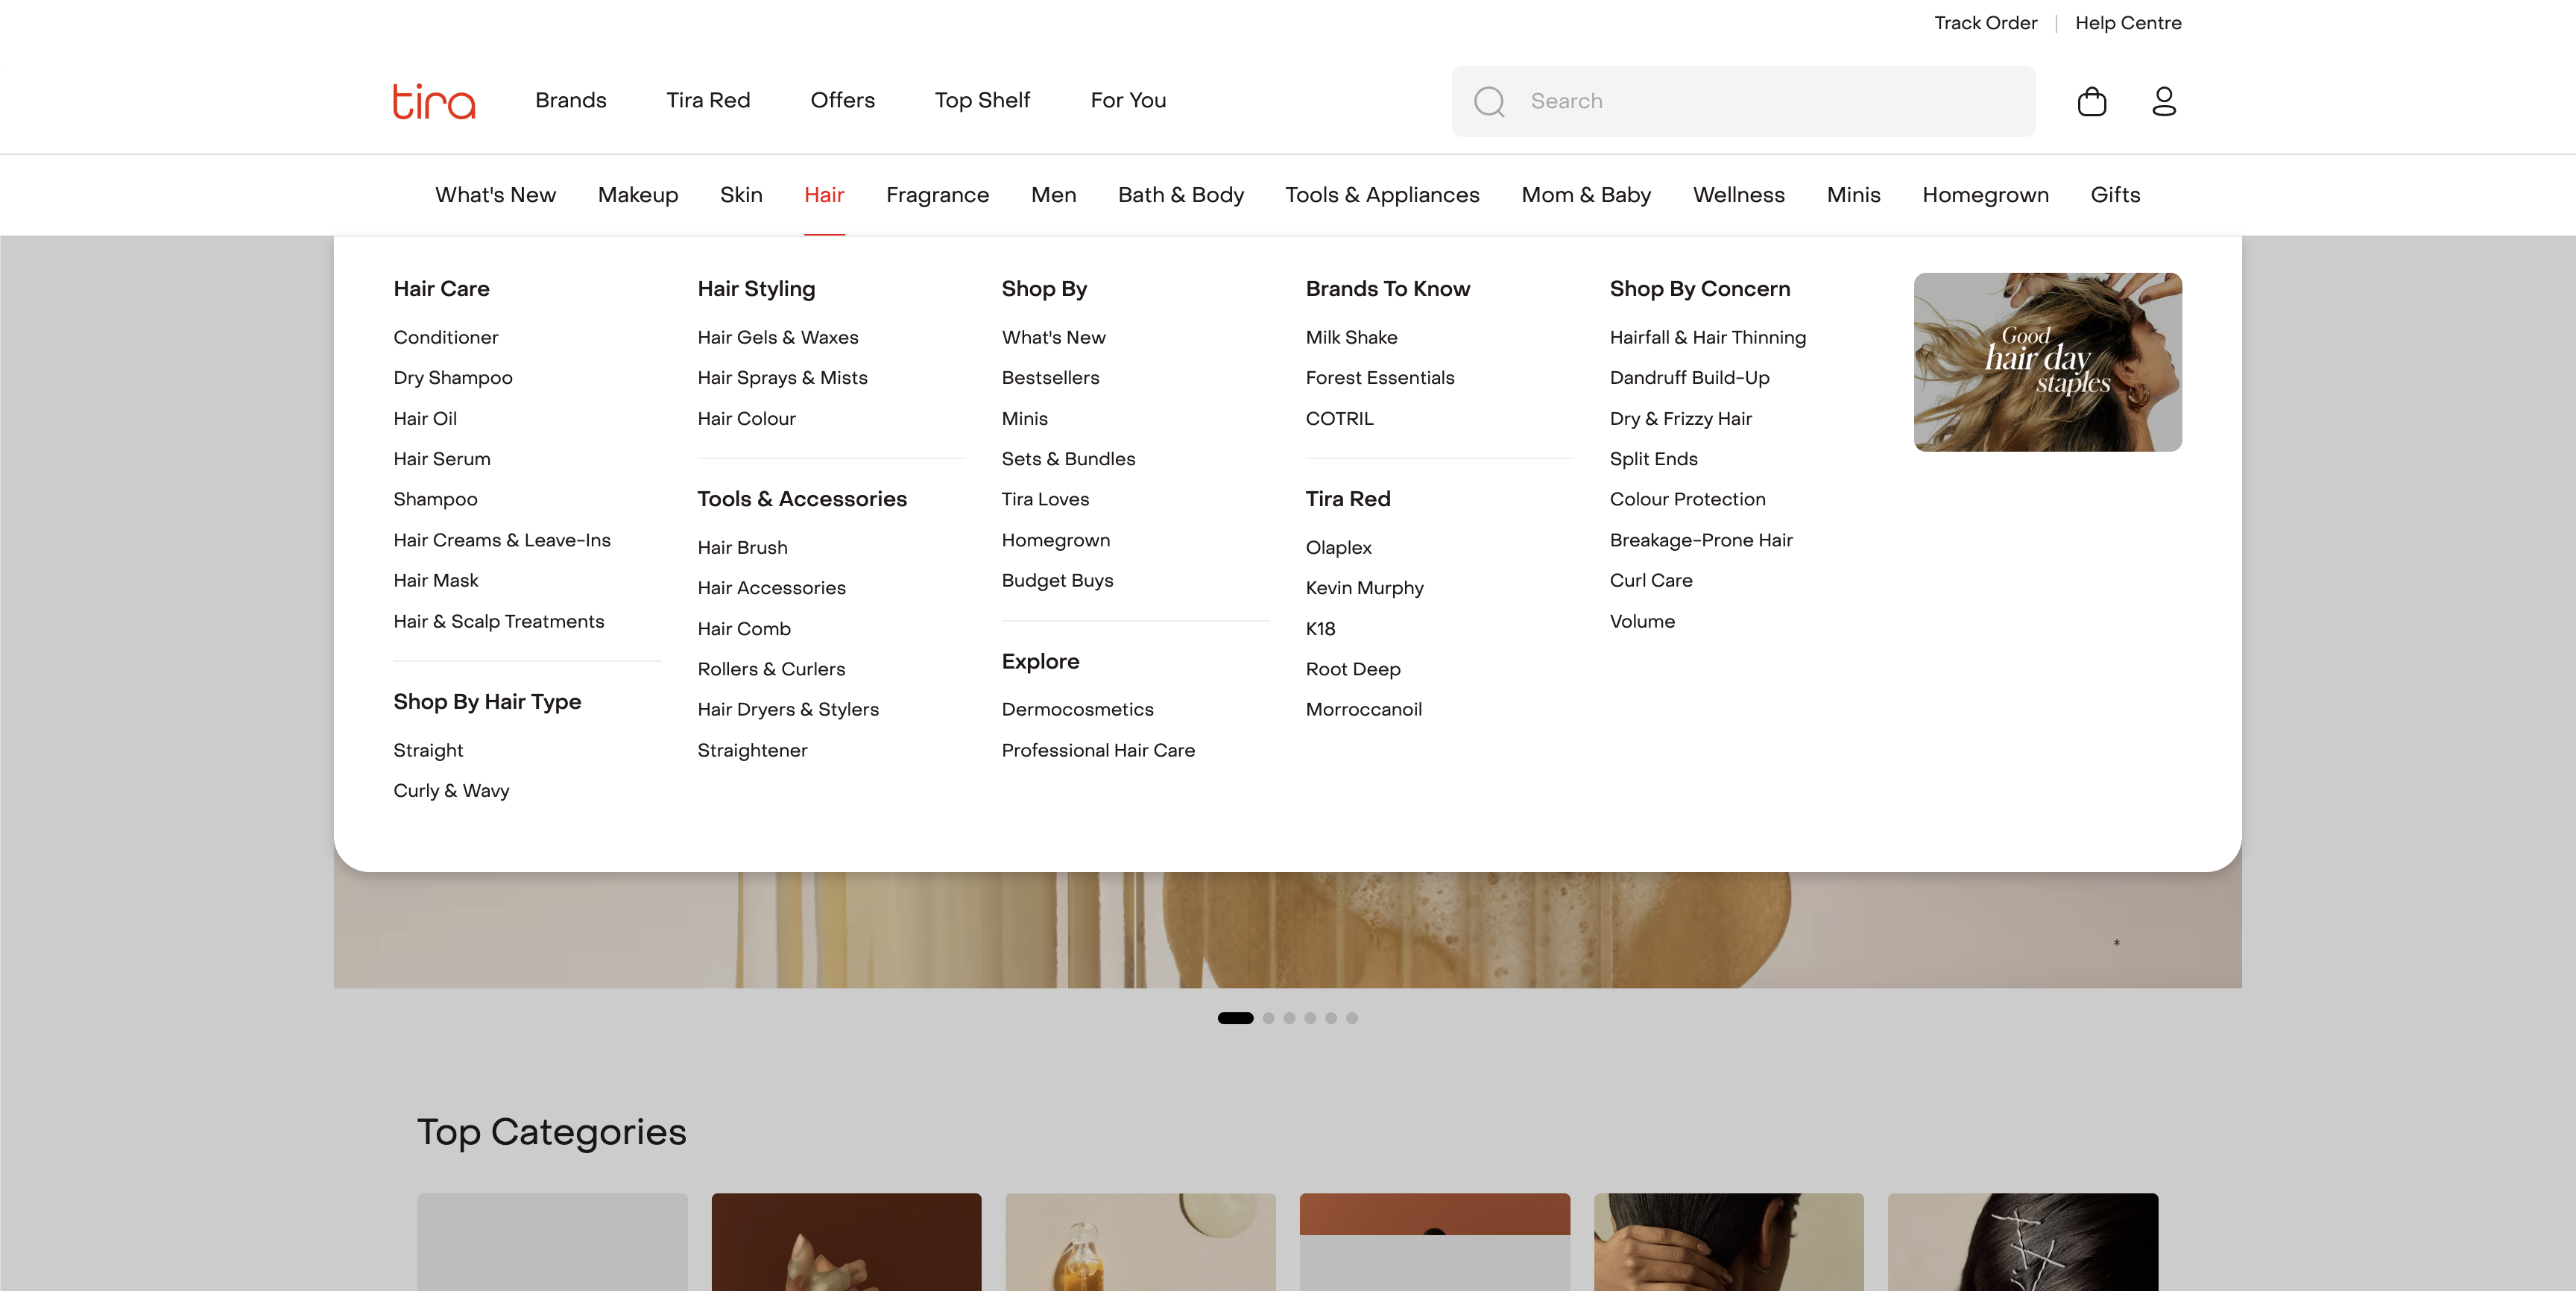 Track Order | Help Centre
tira
Brands
Tira Red
Offers
Top Shelf
For You
Search
What's New
Makeup
Skin
Hair
Fragrance
Men
Bath & Body
Tools & Appliances
Mom & Baby
Wellness
Minis
Homegrown
Gifts
Hair Care
Conditioner
Dry Shampoo
Hair Oil
Hair Serum
Shampoo
Hair Creams & Leave-Ins
Hair Mask
Hair & Scalp Treatments
Shop By Hair Type
Straight
Curly & Wavy
Hair Styling
Hair Gels & Waxes
Hair Sprays & Mists
Hair Colour
Tools & Accessories
Hair Brush
Hair Accessories
Hair Comb
Rollers & Curlers
Hair Dryers & Stylers
Straightener
Shop By
What's New
Bestsellers
Minis
Sets & Bundles
Tira Loves
Homegrown
Budget Buys
Explore
Dermocosmetics
Professional Hair Care
Brands To Know
Milk Shake
Forest Essentials
COTRIL
Tira Red
Olaplex
Kevin Murphy
K18
Root Deep
Morroccanoil
Shop By Concern
Hairfall & Hair Thinning
Dandruff Build-Up
Dry & Frizzy Hair
Split Ends
Colour Protection
Breakage-Prone Hair
Curl Care
Volume
Good
hair day
staples
*
Top Categories